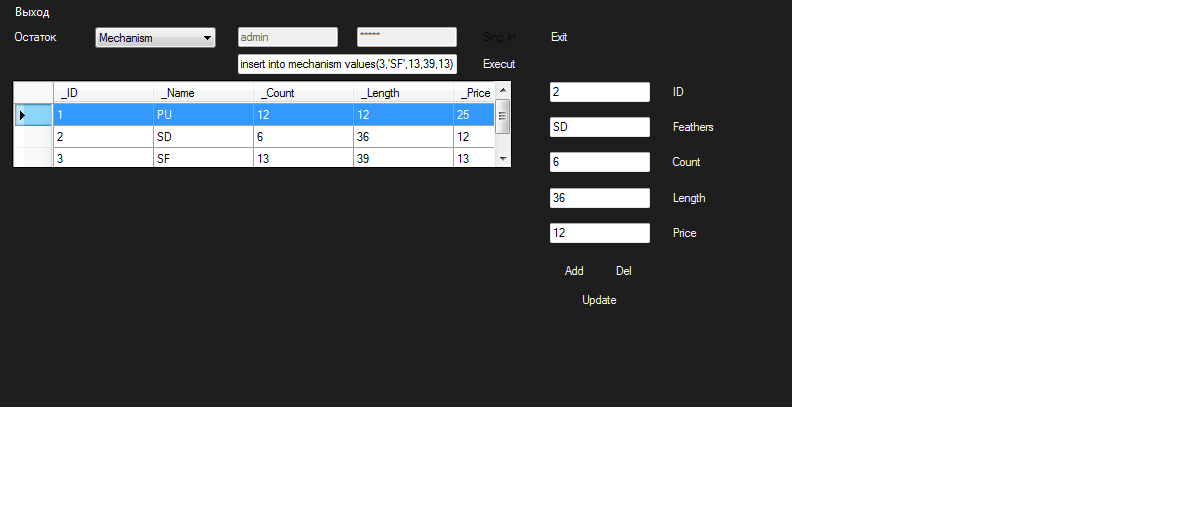 Выход
Остаток Mechanism admin ***** Sing In Exit
insert into mechanism values(3,'SF',13,39,13) Execut
_ID _Name _Count _Length _Price
1 PU 12 12 25
2 SD 6 36 12
3 SF 13 39 13
2 ID
SD Feathers
6 Count
36 Length
12 Price
Add Del
Update